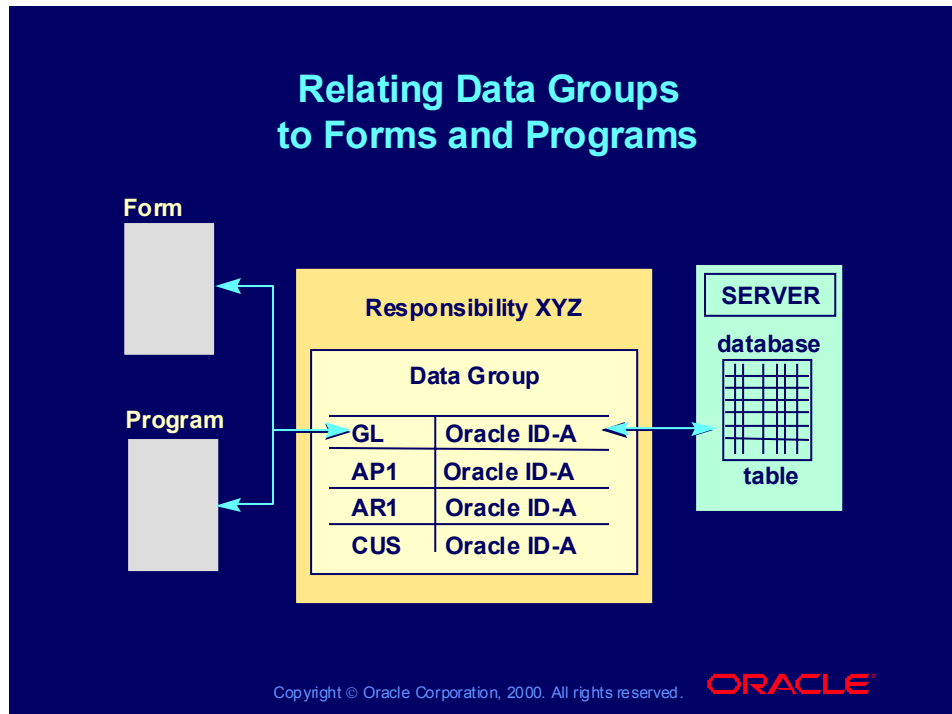 Relating Data Groups
to Forms and Programs
Form
Program
Responsibility XYZ
Data Group
GL Oracle ID-A
AP1 Oracle ID-A
AR1 Oracle ID-A
CUS Oracle ID-A
SERVER
database
table
Copyright © Oracle Corporation, 2000. All rights reserved.
ORACLE®